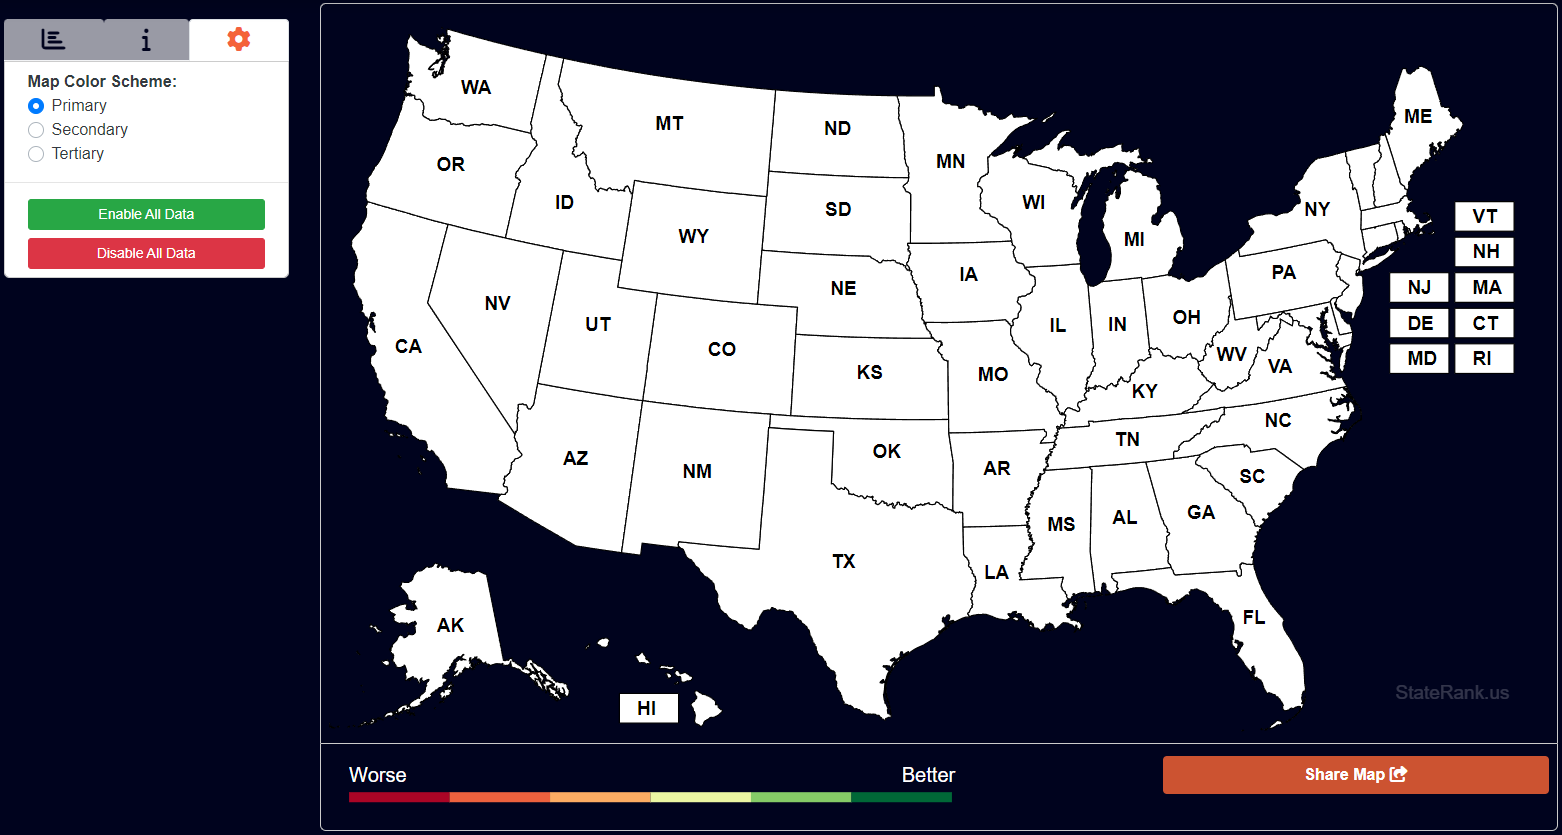 i
Map Color Scheme:
Primary
Secondary
Tertiary
Enable All Data
Disable All Data
WA
MT
ND
MN
ME
OR
ID
WY
SD
WI
MI
NY
VT
NH
NV
UT
CO
NE
IA
IL
IN
OH
PA
NJ MA
DE CT
MD RI
CA
KS
MO
KY
WV
VA
AZ
NM
OK
AR
TN
NC
SC
TX
LA
MS
AL
GA
FL
AK
HI
StateRank.us
Worse Better
Share Map